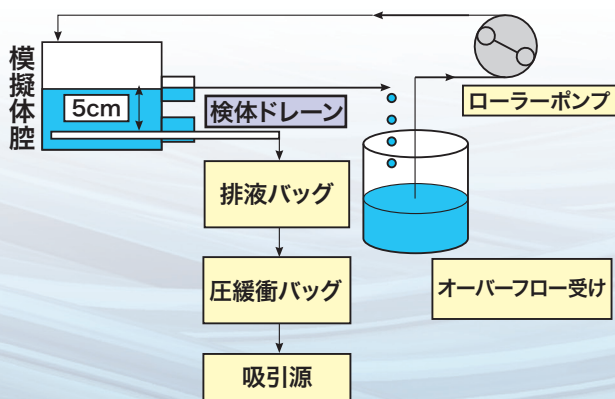 模擬体腔
5cm
検体ドレーン
ローラーポンプ
排液バッグ
圧緩衝バッグ
オーバーフロー受け
吸引源